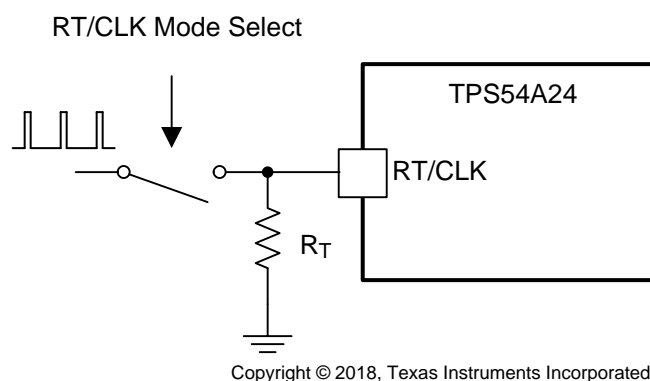 RT/CLK Mode Select
TPS54A24
RT/CLK
RT
Copyright © 2018, Texas Instruments Incorporated